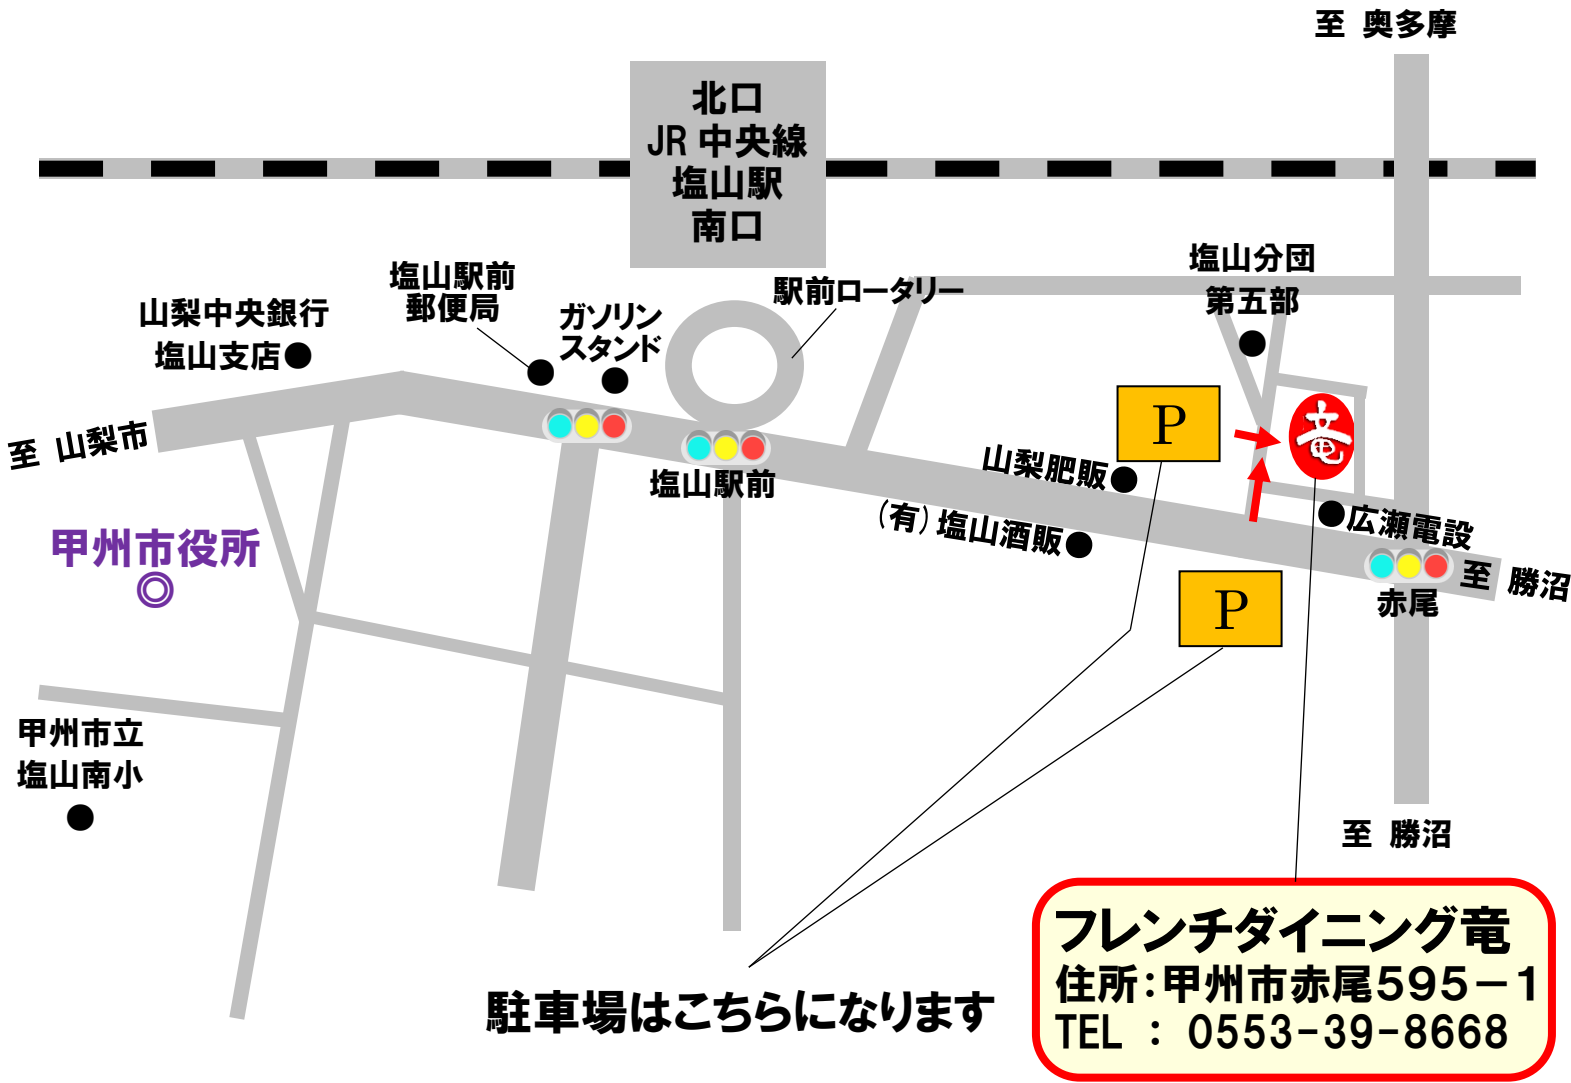 至 奥多摩
北口
JR 中央線
塩山駅
南口
塩山分団
第五部
塩山駅前
郵便局
駅前ロータリー
山梨中央銀行
塩山支店●
ガソリン
スタンド
至 山梨市
P
竜
山梨肥販●
塩山駅前
(有)塩山酒販●
●広瀬電設
甲州市役所
◎
至 勝沼
赤尾
P
甲州市立
塩山南小
●
至 勝沼
フレンチダイニング竜
住所:甲州市赤尾595-1
TEL : 0553-39-8668
駐車場はこちらになります